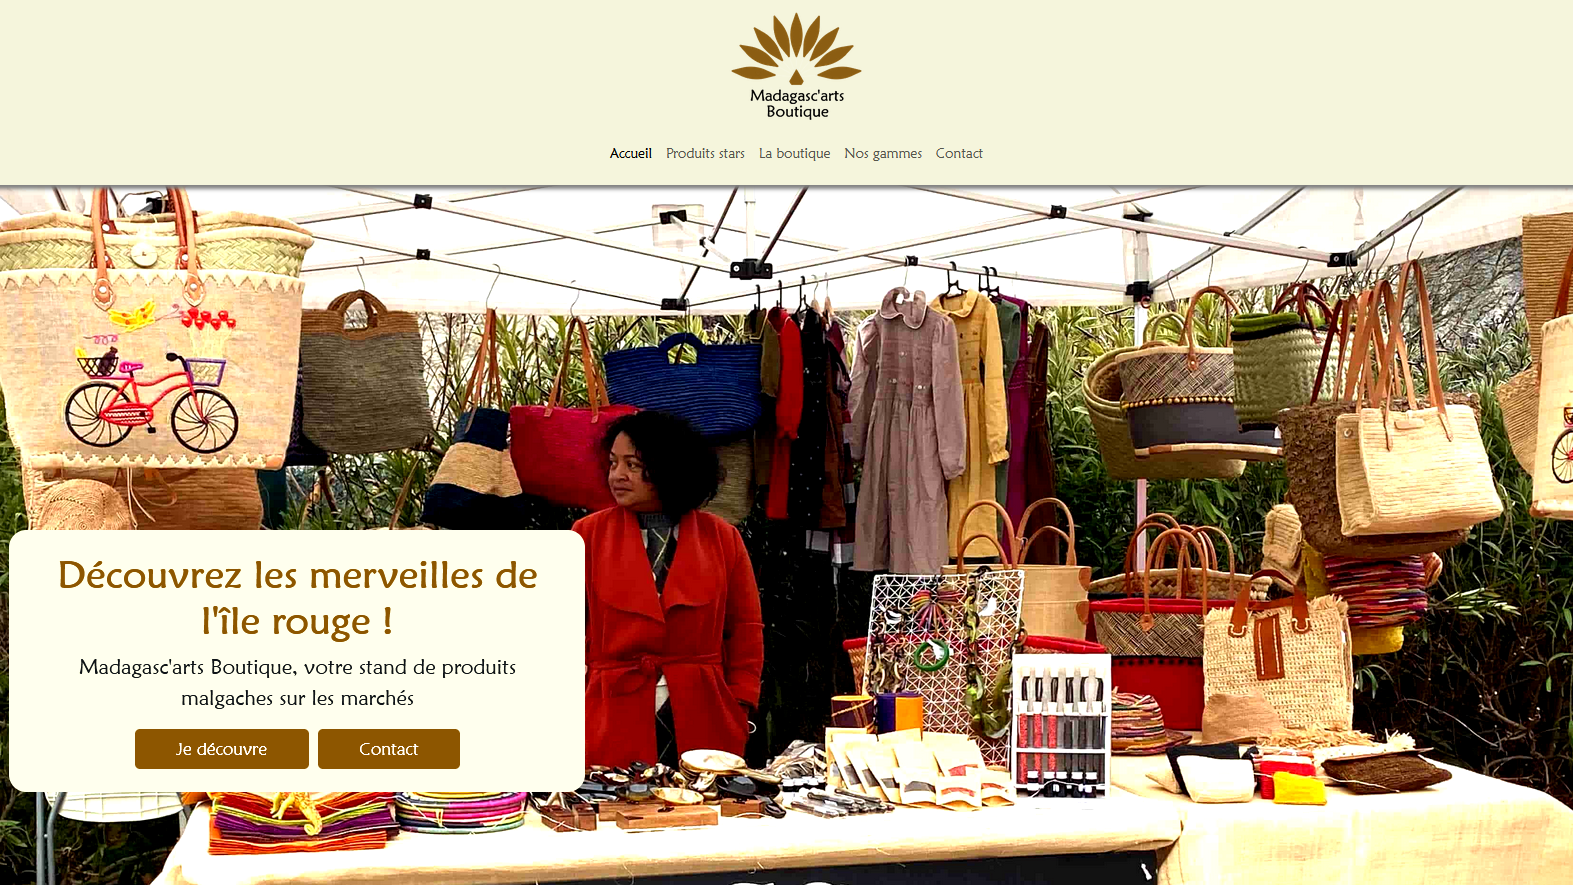 Madagasc'arts
Boutique
Accueil Produits stars La boutique Nos gammes Contact
Découvrez les merveilles de
l'île rouge !
Madagasc'arts Boutique, votre stand de produits
malgaches sur les marchés
Je découvre Contact